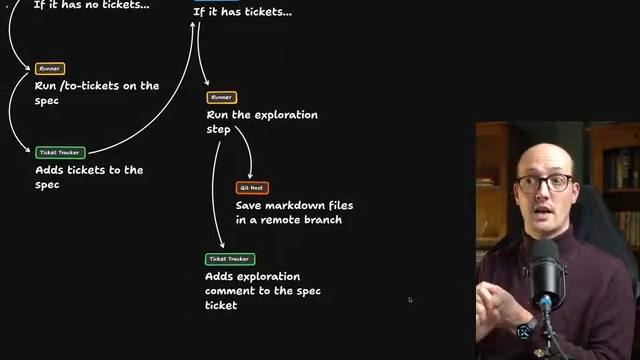 If it has no tickets...
If it has tickets...
Runner
Run /to-tickets on the
spec
Runner
Run the exploration
step
Ticket Tracker
Adds tickets to the
spec
Git Host
Save markdown files
in a remote branch
Ticket Tracker
Adds exploration
comment to the spec
ticket